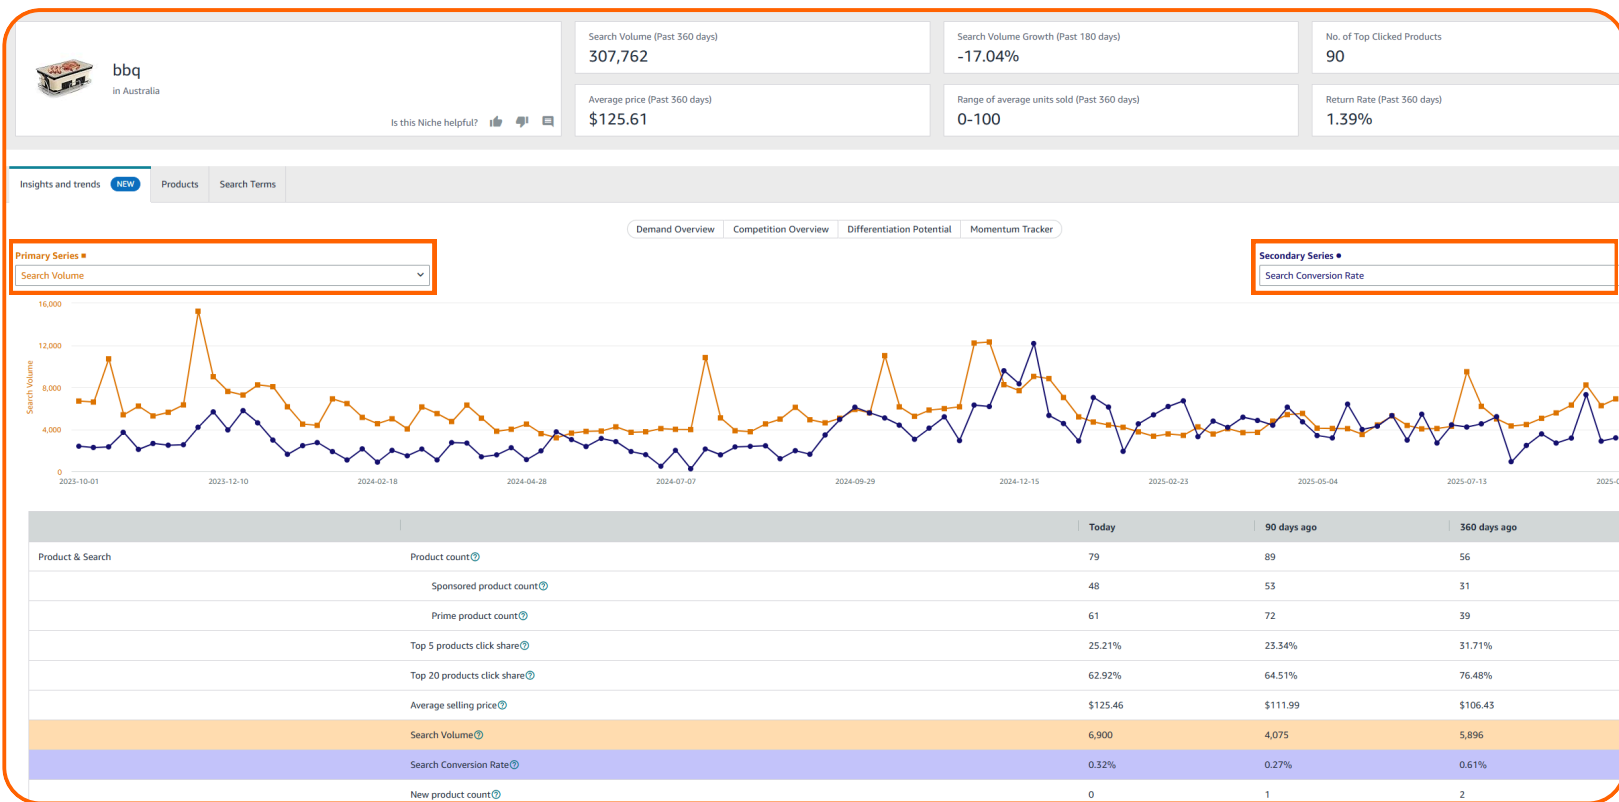 bbq
in Australia
Is this Niche helpful?
Search Volume (Past 360 days)
307,762
Search Volume Growth (Past 180 days)
-17.04%
No. of Top Clicked Products
90
Average price (Past 360 days)
$125.61
Range of average units sold (Past 360 days)
0-100
Return Rate (Past 360 days)
1.39%
Insights and trends NEW Products Search Terms
Demand Overview Competition Overview Differentiation Potential Momentum Tracker
Primary Series
Search Volume
Secondary Series
Search Conversion Rate
Search Volume
16,000
12,000
8,000
4,000
0
2023-10-01 2023-12-10 2024-02-18 2024-04-28 2024-07-07 2024-09-29 2024-12-15 2025-02-23 2025-05-04 2025-07-13 2025-0
Today 90 days ago 360 days ago
Product & Search Product count 79 89 56
Sponsored product count 48 53 31
Prime product count 61 72 39
Top 5 products click share 25.21% 23.34% 31.71%
Top 20 products click share 62.92% 64.51% 76.48%
Average selling price $125.46 $111.99 $106.43
Search Volume 6,900 4,075 5,896
Search Conversion Rate 0.32% 0.27% 0.61%
New product count 0 1 2